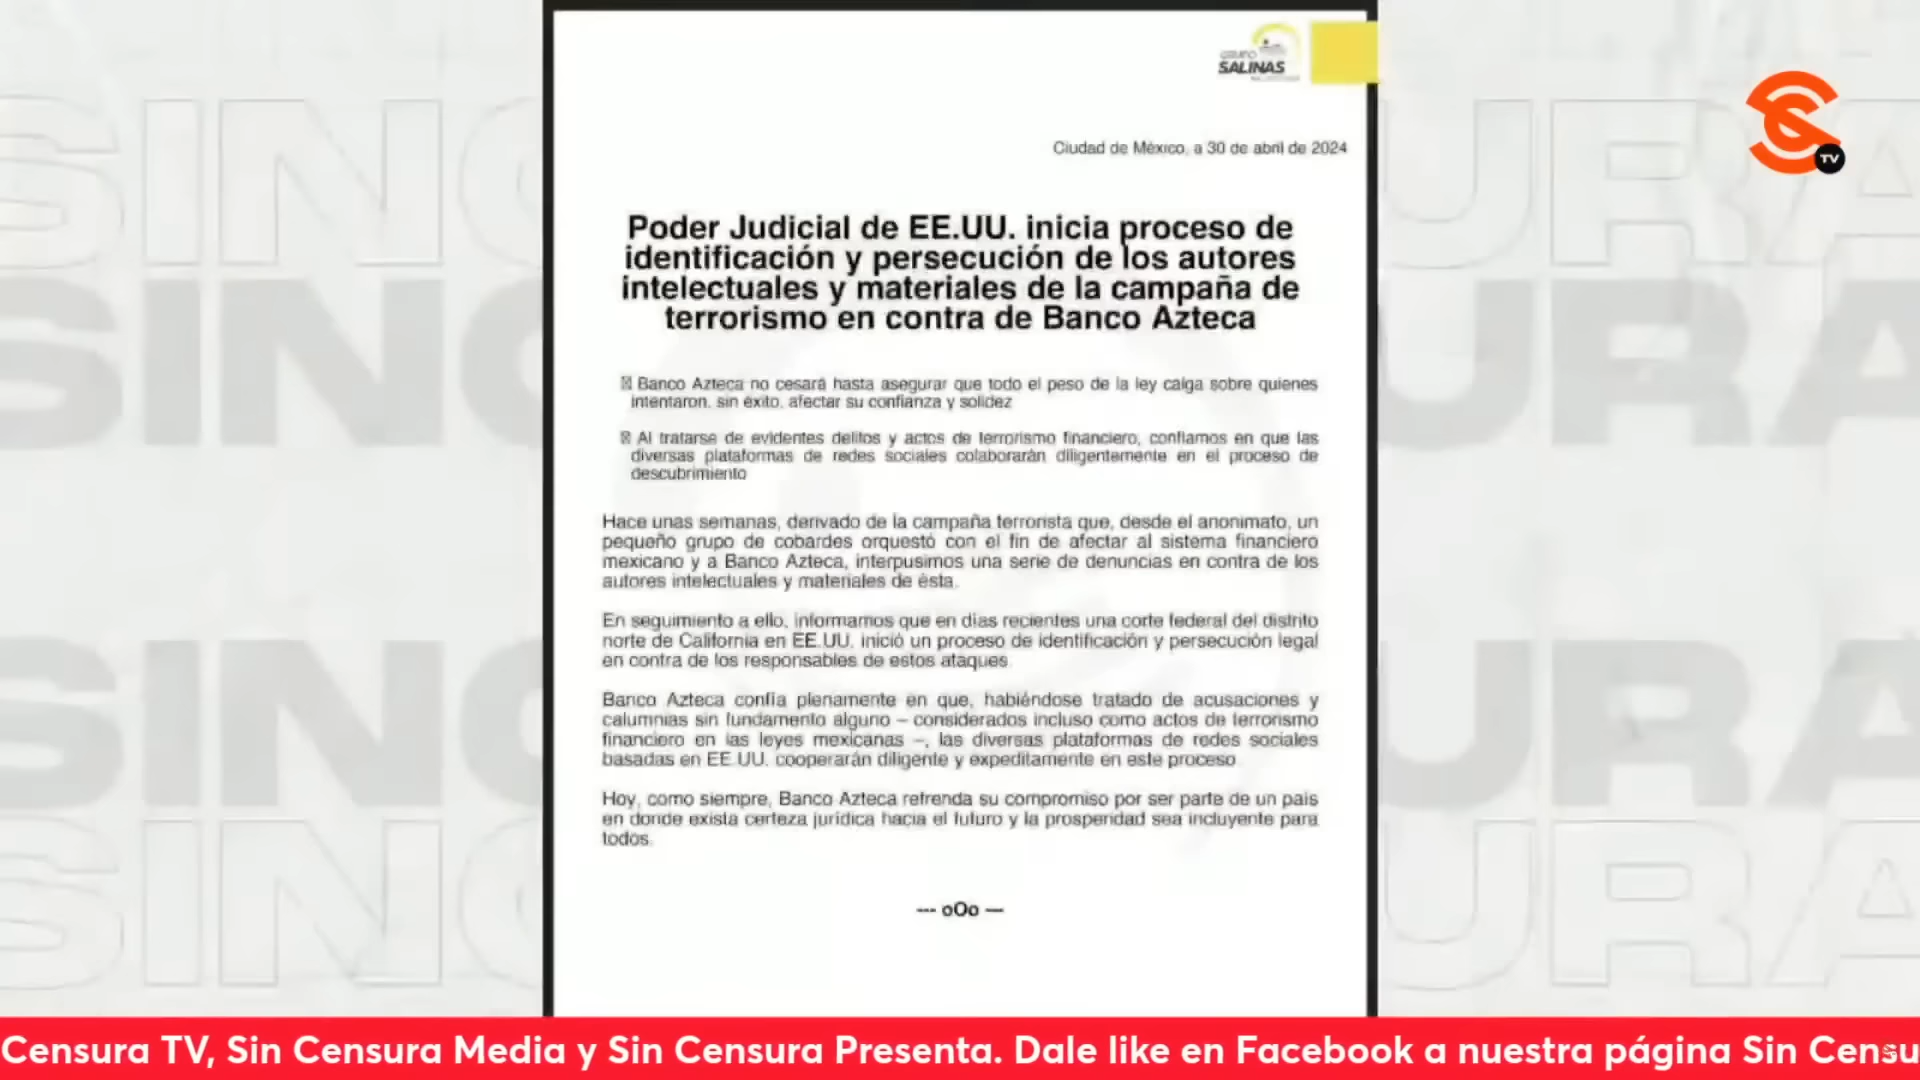 SINCENSURA
GRUPO
SALINAS
TV
Ciudad de México, a 30 de abril de 2024
Poder Judicial de EE.UU. inicia proceso de
identificación y persecución de los autores
intelectuales y materiales de la campaña de
terrorismo en contra de Banco Azteca
Banco Azteca no cesará hasta asegurar que todo el peso de la ley caiga sobre quienes
intentaron, sin éxito, afectar su confianza y solidez
Al tratarse de evidentes delitos y actos de terrorismo financiero, confiamos en que las
diversas plataformas de redes sociales colaborarán diligentemente en el proceso de
descubrimiento
Hace unas semanas, derivado de la campaña terrorista que, desde el anonimato, un
pequeño grupo de cobardes orquestó con el fin de afectar al sistema financiero
mexicano y a Banco Azteca, interpusimos una serie de denuncias en contra de los
autores intelectuales y materiales de ésta.
En seguimiento a ello, informamos que en días recientes una corte federal del distrito
norte de California en EE.UU. inició un proceso de identificación y persecución legal
en contra de los responsables de estos ataques.
Banco Azteca confía plenamente en que, habiéndose tratado de acusaciones y
calumnias sin fundamento alguno – considerados incluso como actos de terrorismo
financiero en las leyes mexicanas –, las diversas plataformas de redes sociales
basadas en EE.UU. cooperarán diligente y expeditamente en este proceso.
Hoy, como siempre, Banco Azteca refrenda su compromiso por ser parte de un país
en donde exista certeza jurídica hacia el futuro y la prosperidad sea incluyente para
todos.
--- oOo ---
Censura TV, Sin Censura Media y Sin Censura Presenta. Dale like en Facebook a nuestra página Sin Censu